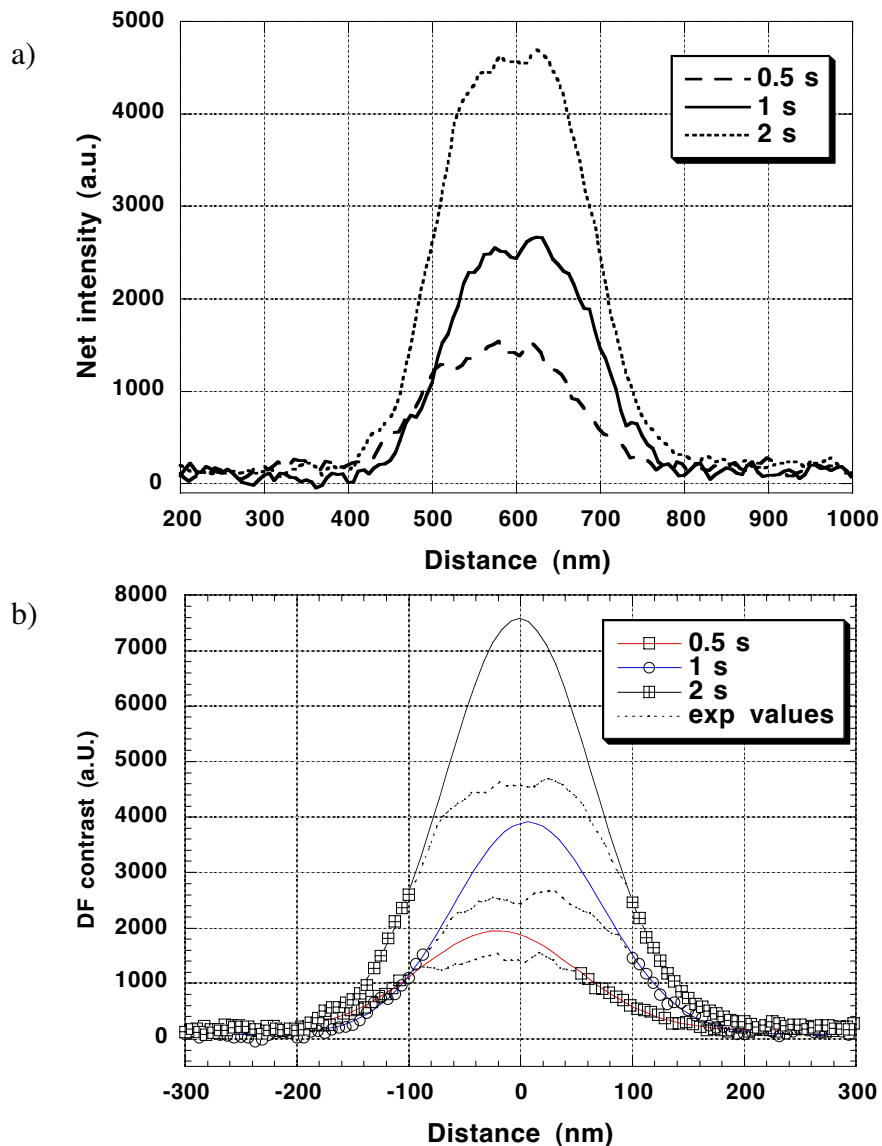 a)
5000
4000
3000
2000
1000
0
Net intensity (a.u.)
0.5 s
1 s
2 s
200 300 400 500 600 700 800 900 1000
Distance (nm)
b)
8000
7000
6000
5000
4000
3000
2000
1000
0
DF contrast (a.U.)
0.5 s
1 s
2 s
exp values
-300 -200 -100 0 100 200 300
Distance (nm)